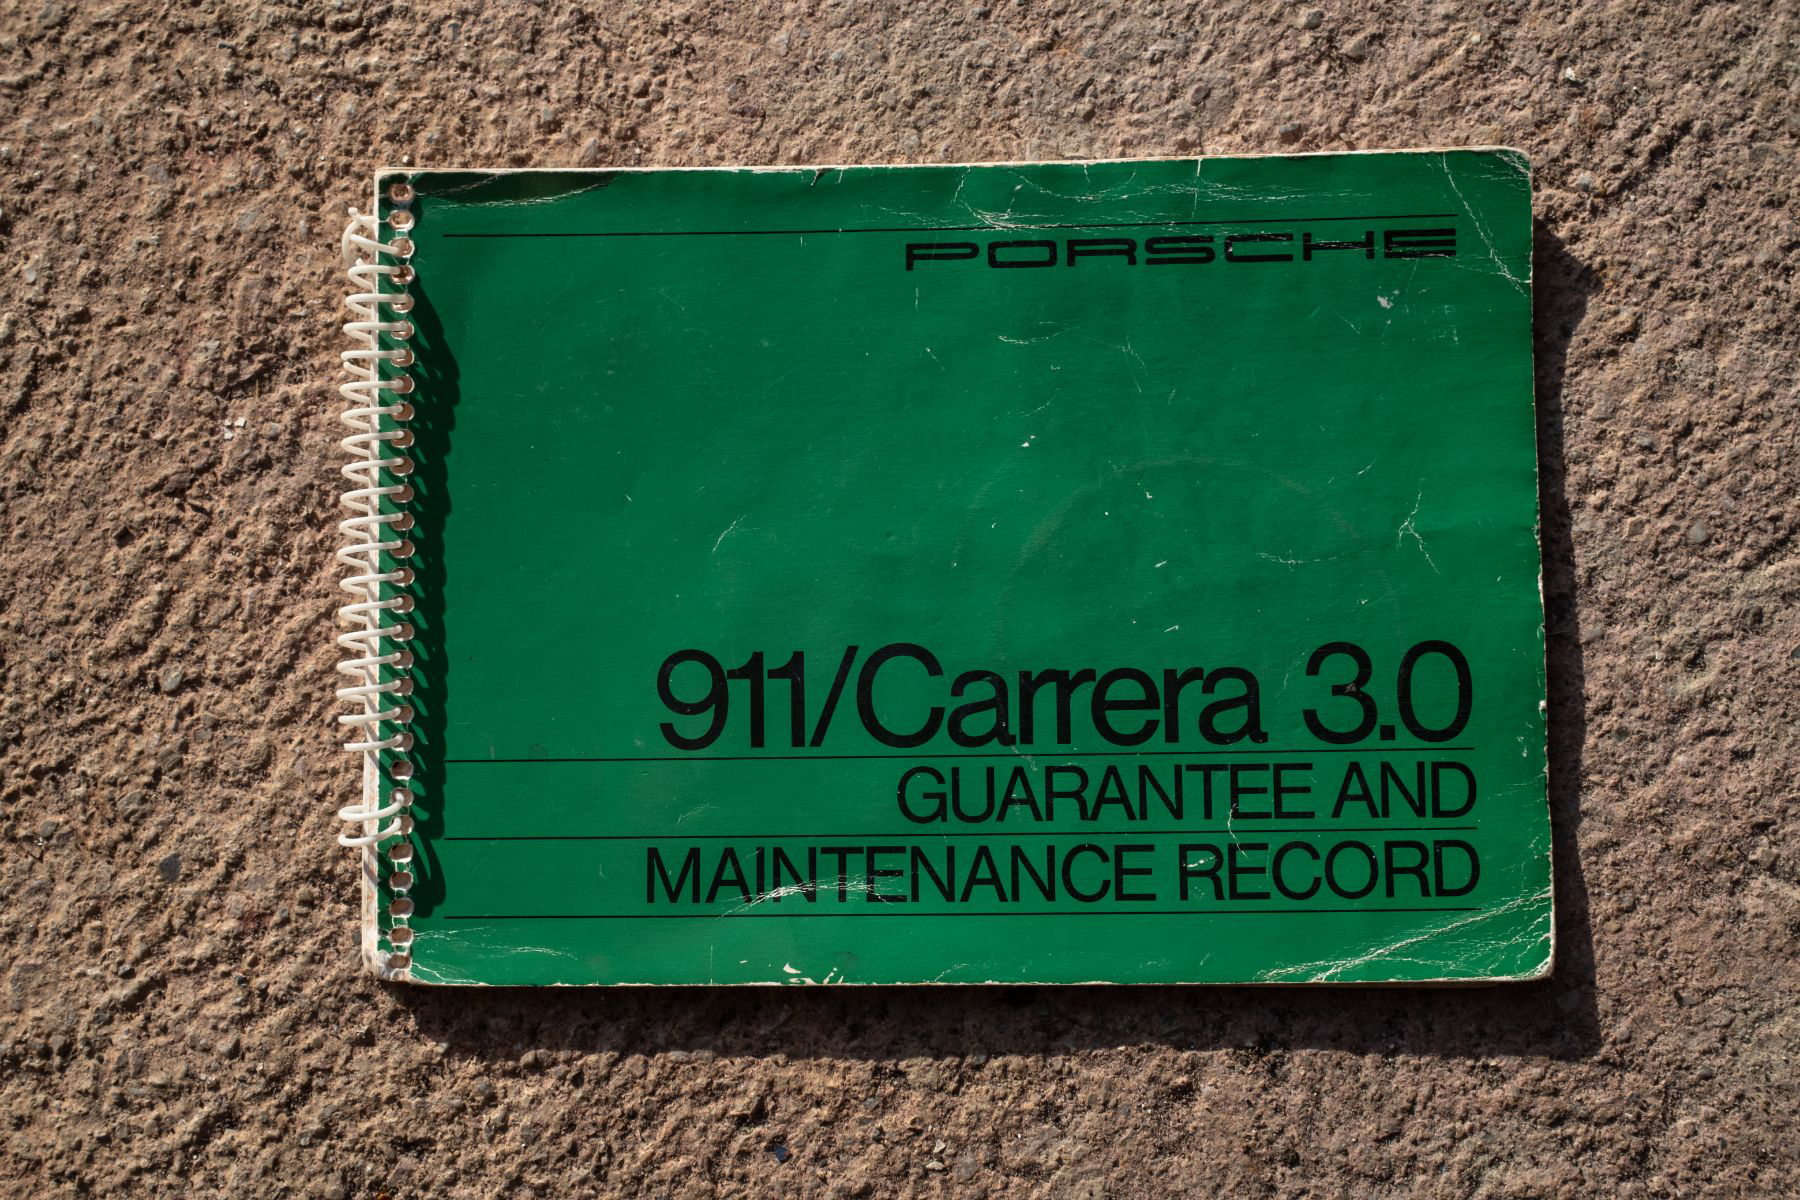 PORSCHE
911/Carrera 3.0
GUARANTEE AND
MAINTENANCE RECORD